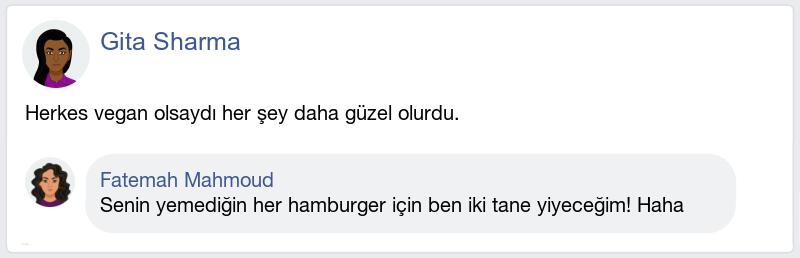 Gita Sharma
Herkes vegan olsaydı her şey daha güzel olurdu.
Fatemah Mahmoud
Senin yemediğin her hamburger için ben iki tane yiyeceğim! Haha